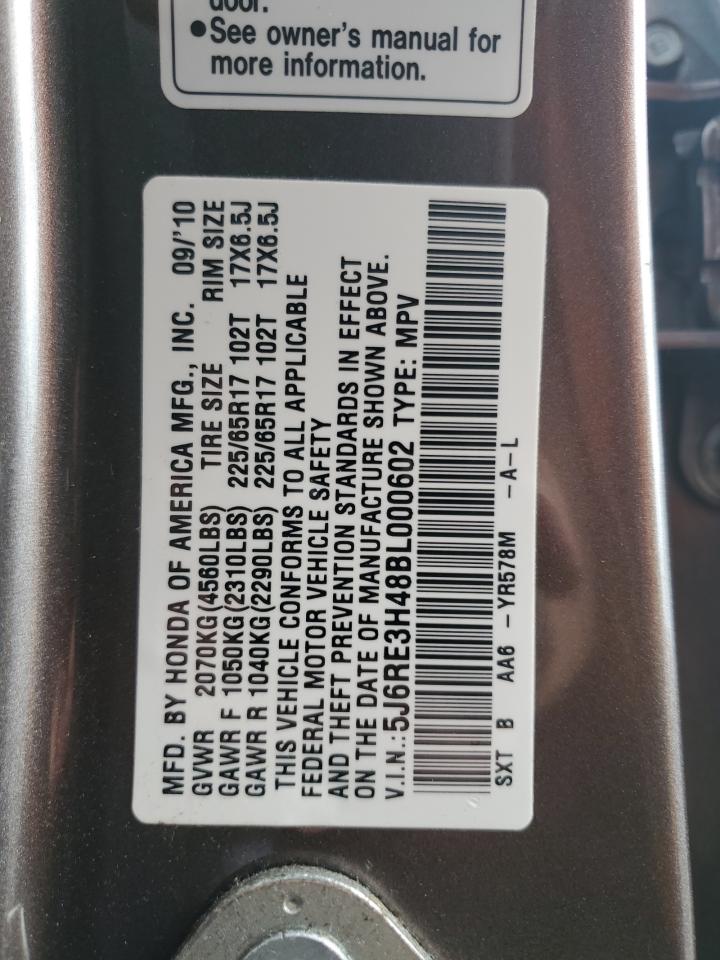 door.
●See owner's manual for
more information.
MFD. BY HONDA OF AMERICA MFG., INC. 09/'10
GVWR 2070KG(4560LBS) TIRE SIZE RIM SIZE
GAWR F 1050KG(2310LBS) 225/65R17 102T 17X6.5J
GAWR R 1040KG(2290LBS) 225/65R17 102T 17X6.5J
THIS VEHICLE CONFORMS TO ALL APPLICABLE
FEDERAL MOTOR VEHICLE SAFETY
AND THEFT PREVENTION STANDARDS IN EFFECT
ON THE DATE OF MANUFACTURE SHOWN ABOVE.
V.I.N.:5J6RE3H48BL000602 TYPE: MPV
SXT B AA6 -YR578M -A-L